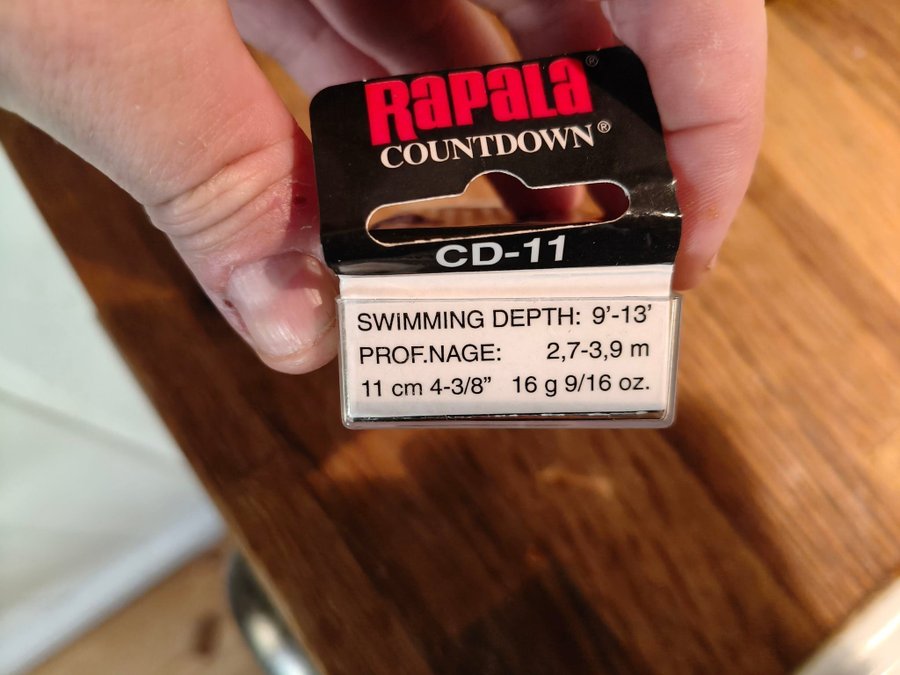 RAPALA®
COUNTDOWN®
CD-11
SWIMMING DEPTH: 9'-13'
PROF.NAGE: 2,7-3,9 m
11 cm 4-3/8” 16 g 9/16 oz.